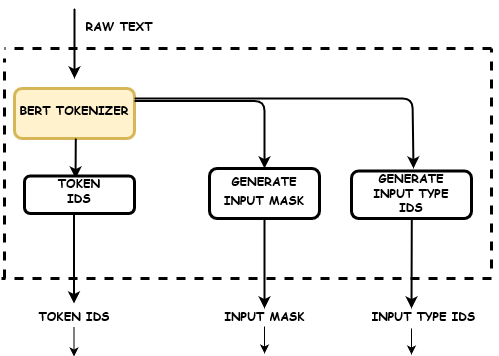 RAW TEXT
BERT TOKENIZER
TOKEN
IDS
GENERATE
INPUT MASK
GENERATE
INPUT TYPE
IDS
TOKEN IDS
INPUT MASK
INPUT TYPE IDS